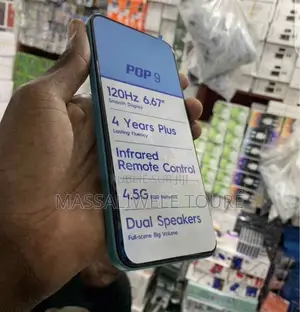 POP 9
120Hz 6.67"
Smooth Display
4 Years Plus
Lasting Fluency
Infrared
Remote Control
MASSALIWELE TOURE
4.5G
Dual Speakers
Full-scene Big Volume